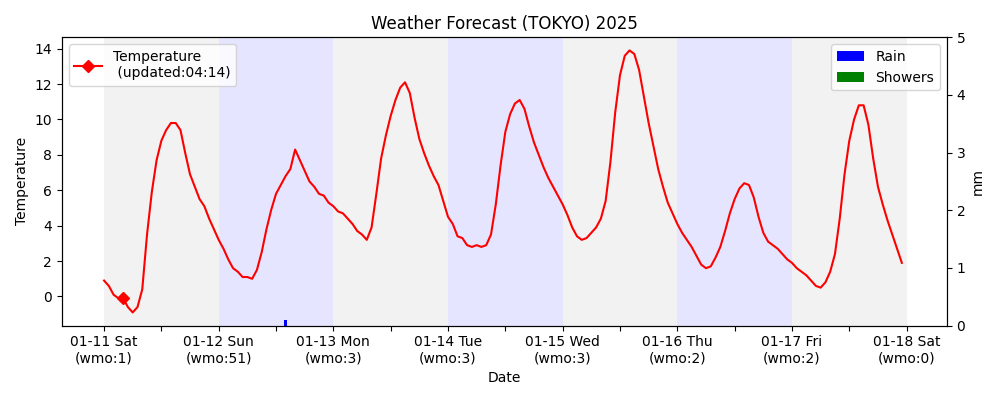 Weather Forecast (TOKYO) 2025
Temperature
(updated:04:14)
Rain
Showers
14
12
10
8
6
4
2
0
Temperature
5
4
3
2
1
0
mm
01-11 Sat 01-12 Sun 01-13 Mon 01-14 Tue 01-15 Wed 01-16 Thu 01-17 Fri 01-18 Sat
(wmo:1) (wmo:51) (wmo:3) (wmo:3) (wmo:3) (wmo:2) (wmo:2) (wmo:0)
Date